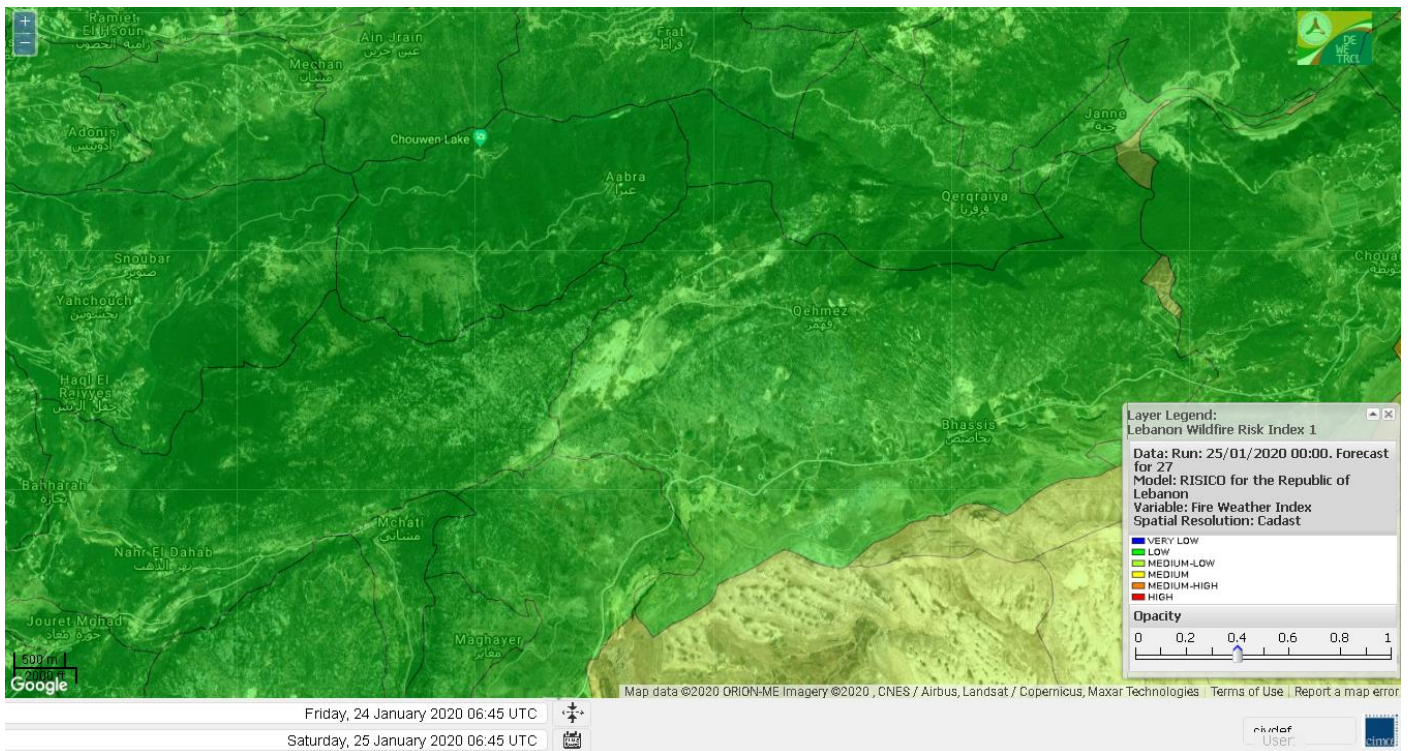 +
−
Ramiet
El Hsoun
رامية الحصون
Ain Jrain
عين جرين
Mechan
مشان
Frat
فراط
DE
WE
TRCL
Adonis
أدونيس
Chouwen Lake
Janne
جنة
Aabra
عبرا
Qerqraiya
قرقريا
Snoubar
صنوبر
Yahchouch
يحشوش
Qehmez
قهمز
Haql El
Raiyyes
حقل الريس
Bhassis
بحاصيص
Mchati
مشاتي
Nahr El Dahab
نهر الذهب
Jouret Mghad
Maghayer
مغاير
500 m
2000 ft
Google
Layer Legend:
Lebanon Wildfire Risk Index 1
Data: Run: 25/01/2020 00:00. Forecast
for 27
Model: RISICO for the Republic of
Lebanon
Variable: Fire Weather Index
Spatial Resolution: Cadast
VERY LOW
LOW
MEDIUM-LOW
MEDIUM
MEDIUM-HIGH
HIGH
Opacity
0 0.2 0.4 0.6 0.8 1
Map data ©2020 ORION-ME Imagery ©2020 , CNES / Airbus, Landsat / Copernicus, Maxar Technologies Terms of Use Report a map error
Friday, 24 January 2020 06:45 UTC
Saturday, 25 January 2020 06:45 UTC
civdef
User:
cima